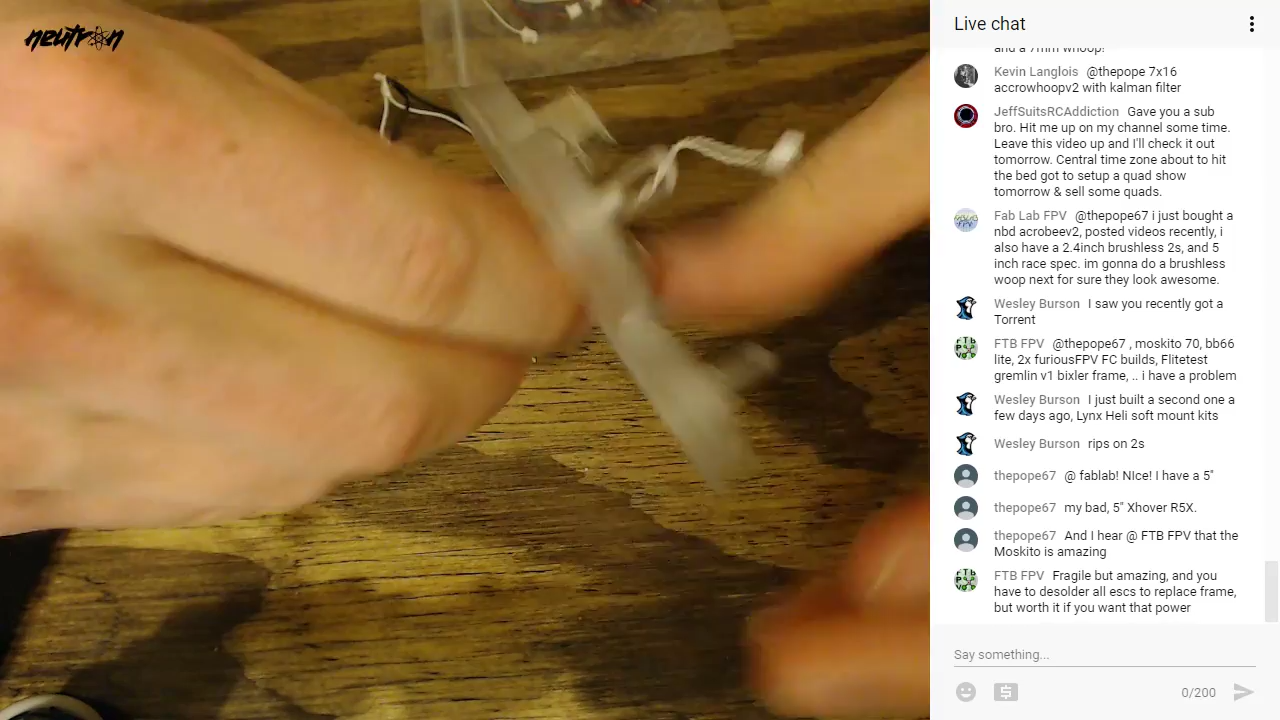 neutron
Live chat
and a 7mm whoop!
Kevin Langlois @thepope 7x16
accrowhoopv2 with kalman filter
JeffSuitsRCAddiction Gave you a sub
bro. Hit me up on my channel some time.
Leave this video up and I'll check it out
tomorrow. Central time zone about to hit
the bed got to setup a quad show
tomorrow & sell some quads.
Fab Lab FPV @thepope67 i just bought a
nbd acrobeev2, posted videos recently, i
also have a 2.4inch brushless 2s, and 5
inch race spec. im gonna do a brushless
woop next for sure they look awesome.
Wesley Burson I saw you recently got a
Torrent
FTB FPV @thepope67 , moskito 70, bb66
lite, 2x furiousFPV FC builds, Flitetest
gremlin v1 bixler frame, .. i have a problem
Wesley Burson I just built a second one a
few days ago, Lynx Heli soft mount kits
Wesley Burson rips on 2s
thepope67 @ fablab! NIce! I have a 5"
thepope67 my bad, 5" Xhover R5X.
thepope67 And I hear @ FTB FPV that the
Moskito is amazing
FTB FPV Fragile but amazing, and you
have to desolder all escs to replace frame,
but worth it if you want that power
Say something...
0/200